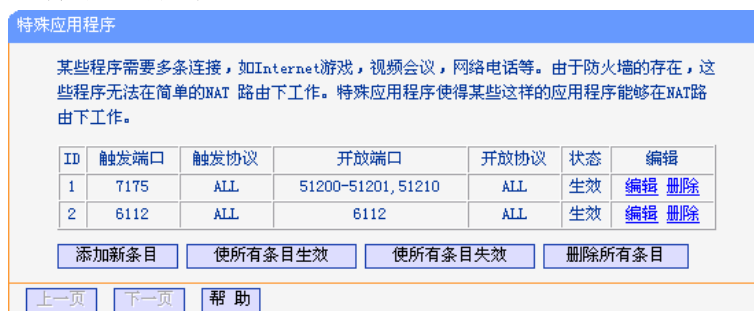 特殊应用程序
某些程序需要多条连接，如Internet游戏，视频会议，网络电话等。由于防火墙的存在，这
些程序无法在简单的NAT 路由下工作。特殊应用程序使得某些这样的应用程序能够在NAT路
由下工作。
ID 触发端口 触发协议 开放端口 开放协议 状态 编辑
1 7175 ALL 51200-51201,51210 ALL 生效 编辑 删除
2 6112 ALL 6112 ALL 生效 编辑 删除
添加新条目 使所有条目生效 使所有条目失效 删除所有条目
上一页 下一页 帮 助